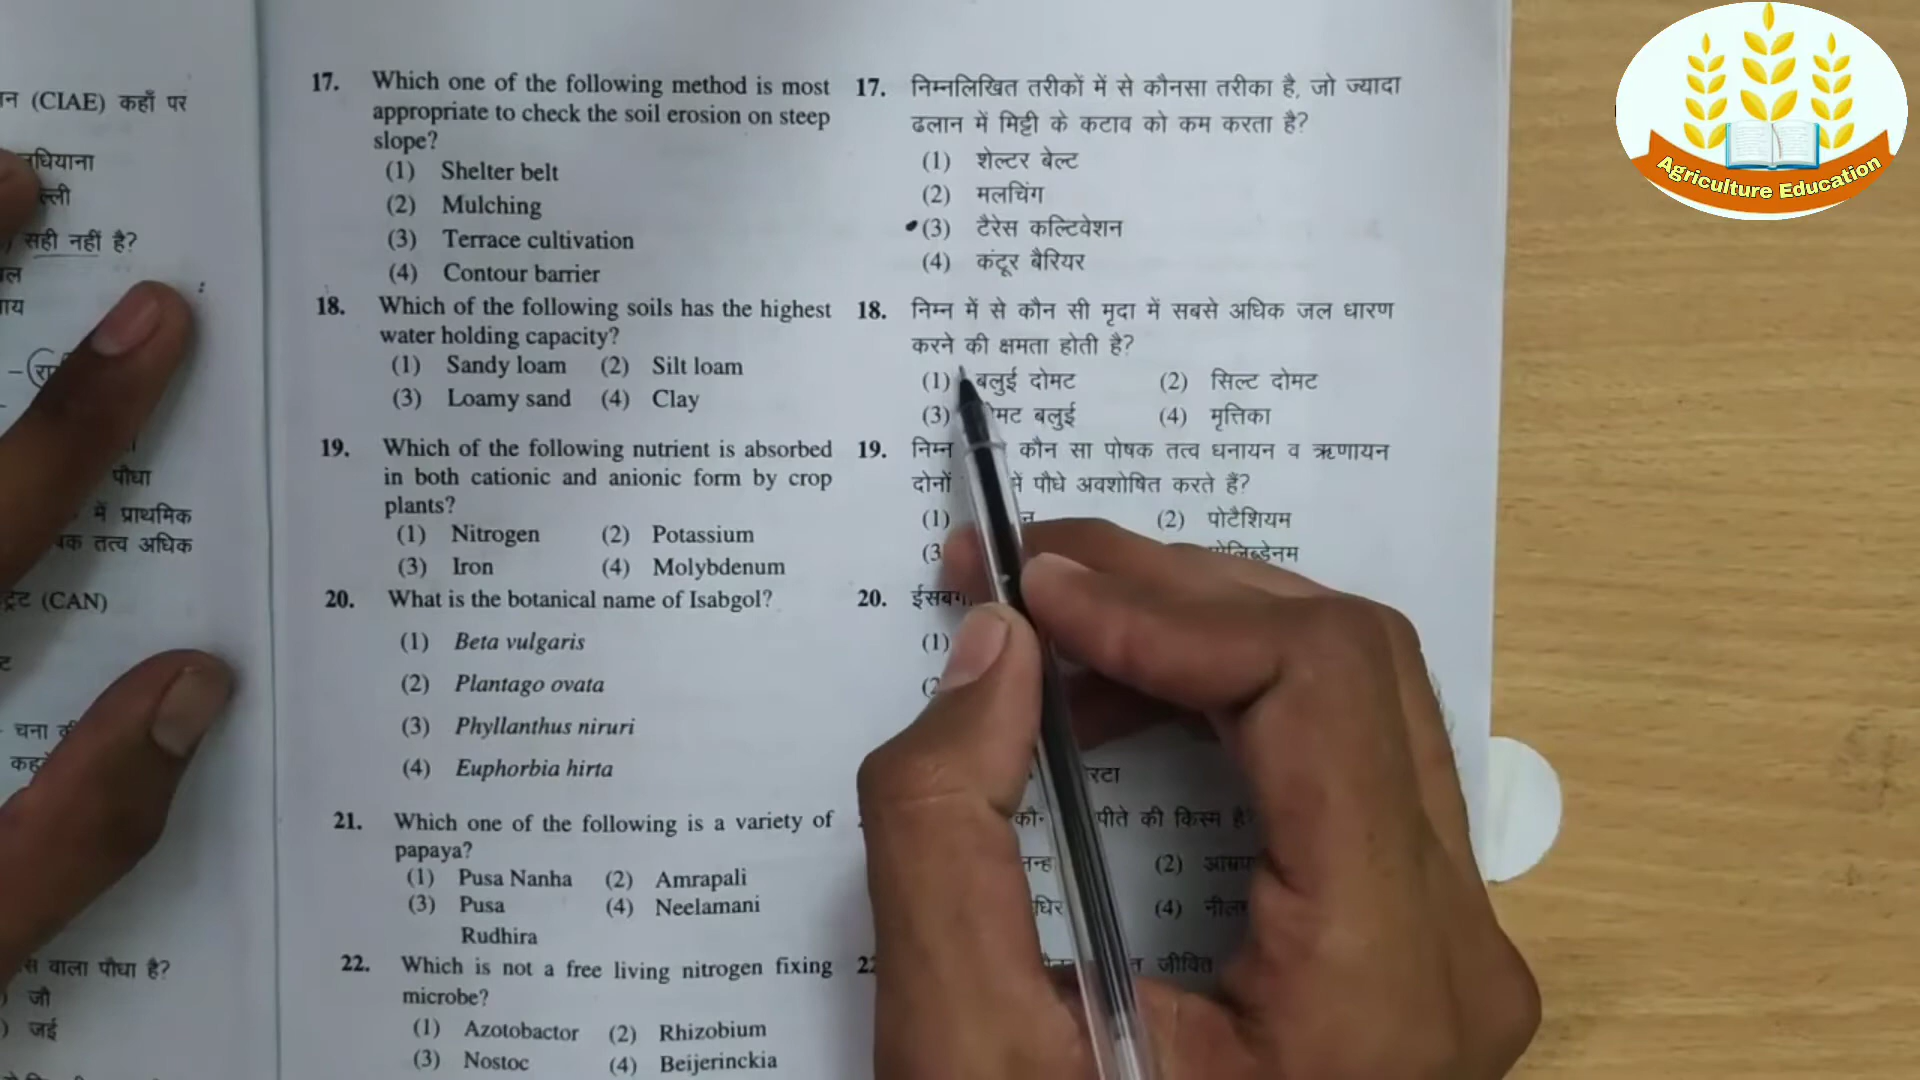 न (CIAE) कहाँ पर
ल्ली
सही नहीं है?
पौधा
में प्राथमिक
तत्व अधिक
(CAN)
चना
वाला पौधा है?
जौ
) जई
17. Which one of the following method is most
appropriate to check the soil erosion on steep
slope?
(1) Shelter belt
(2) Mulching
(3) Terrace cultivation
(4) Contour barrier
18. Which of the following soils has the highest
water holding capacity?
(1) Sandy loam (2) Silt loam
(3) Loamy sand (4) Clay
19. Which of the following nutrient is absorbed
in both cationic and anionic form by crop
plants?
(1) Nitrogen (2) Potassium
(3) Iron (4) Molybdenum
20. What is the botanical name of Isabgol?
(1) Beta vulgaris
(2) Plantago ovata
(3) Phyllanthus niruri
(4) Euphorbia hirta
21. Which one of the following is a variety of
papaya?
(1) Pusa Nanha (2) Amrapali
(3) Pusa (4) Neelamani
Rudhira
22. Which is not a free living nitrogen fixing
microbe?
(1) Azotobactor (2) Rhizobium
(3) Nostoc (4) Beijerinckia
17. निम्नलिखित तरीकों में से कौनसा तरीका है, जो ज्यादा
ढलान में मिट्टी के कटाव को कम करता है?
(1) शेल्टर बेल्ट
(2) मलचिंग
(3) टैरेस कल्टिवेशन
(4) कंटूर बैरियर
18. निम्न में से कौन सी मृदा में सबसे अधिक जल धारण
करने की क्षमता होती है?
(1) बलुई दोमट (2) सिल्ट दोमट
(3) बलुई (4) मृत्तिका
19. निम्न कौन सा पोषक तत्व धनायन व ऋणायन
दोनों में पौधे अवशोषित करते हैं?
(1) (2) पोटैशियम
(3
20.
(1)
(2
की किस्म है?
(2)
(4)
जीवित
Agriculture Education